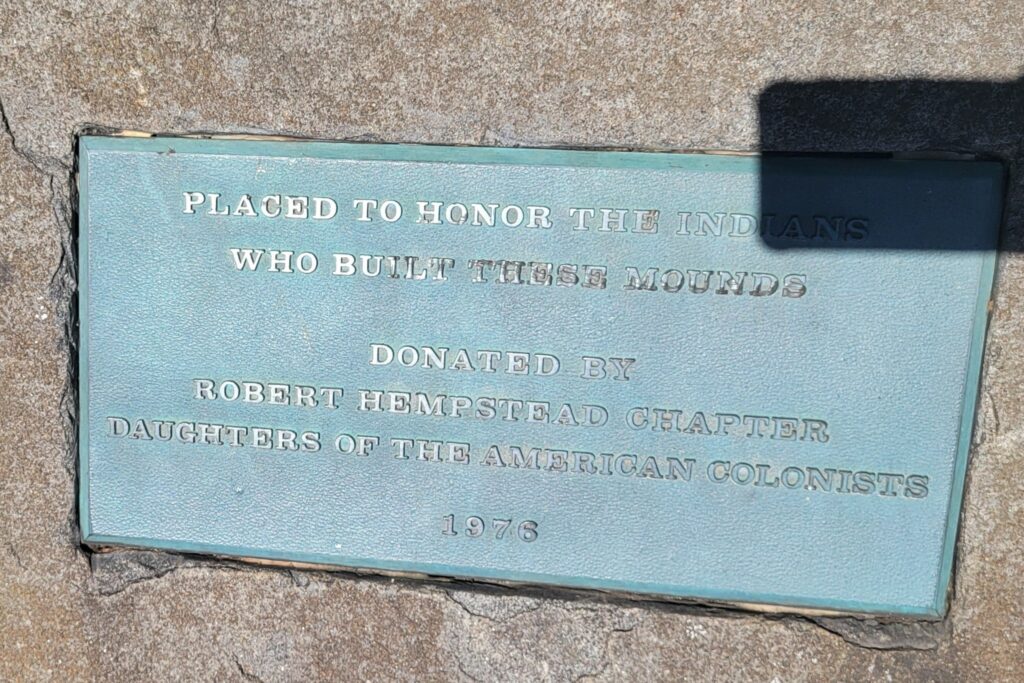 PLACED TO HONOR THE INDIANS
WHO BUILT THESE MOUNDS
DONATED BY
ROBERT HEMPSTEAD CHAPTER
DAUGHTERS OF THE AMERICAN COLONISTS
1976